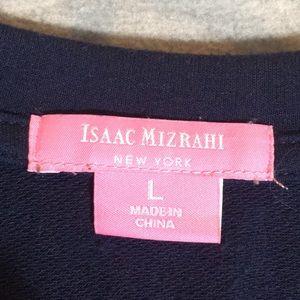 ISAAC MIZRAHI
NEW YORK
L
MADE IN
CHINA